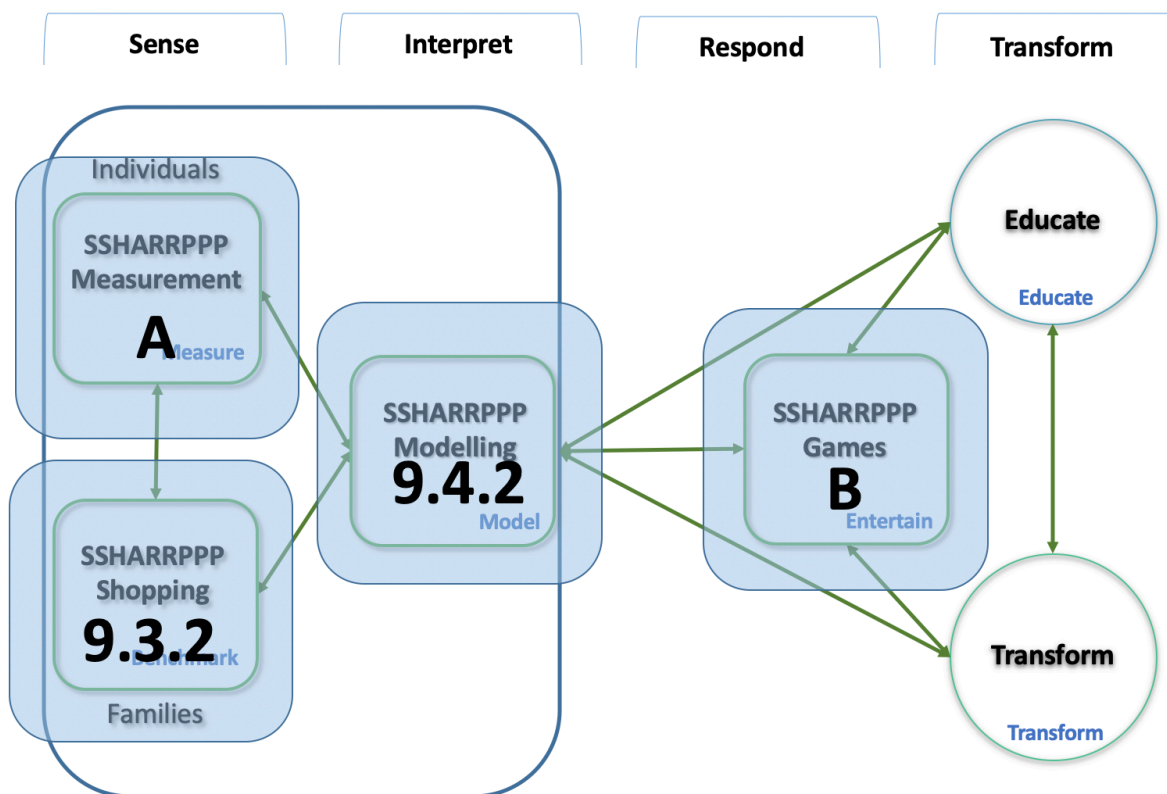 Sense
Interpret
Respond
Transform
Individuals
SSHARRPPP
Measurement
A
Measure
SSHARRPPP
Shopping
9.3.2
Benchmark
Families
SSHARRPPP
Modelling
9.4.2
Model
SSHARRPPP
Games
B
Entertain
Educate
Educate
Transform
Transform